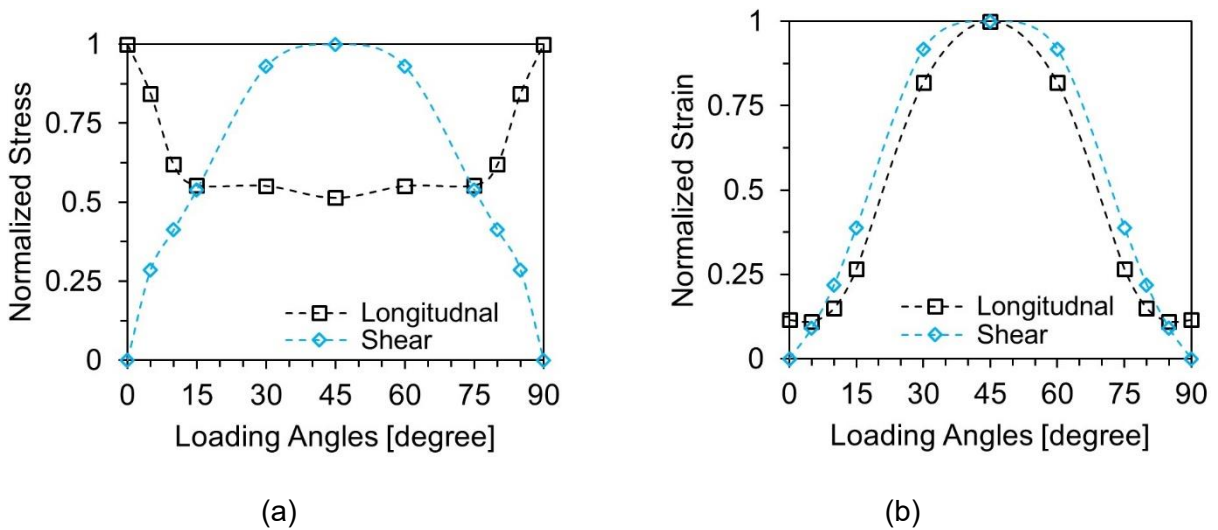 1
0.75
0.5
0.25
0
Normalized Stress
Longitudnal
Shear
0 15 30 45 60 75 90
Loading Angles [degree]
(a)
1
0.75
0.5
0.25
0
Normalized Strain
Longitudnal
Shear
0 15 30 45 60 75 90
Loading Angles [degree]
(b)